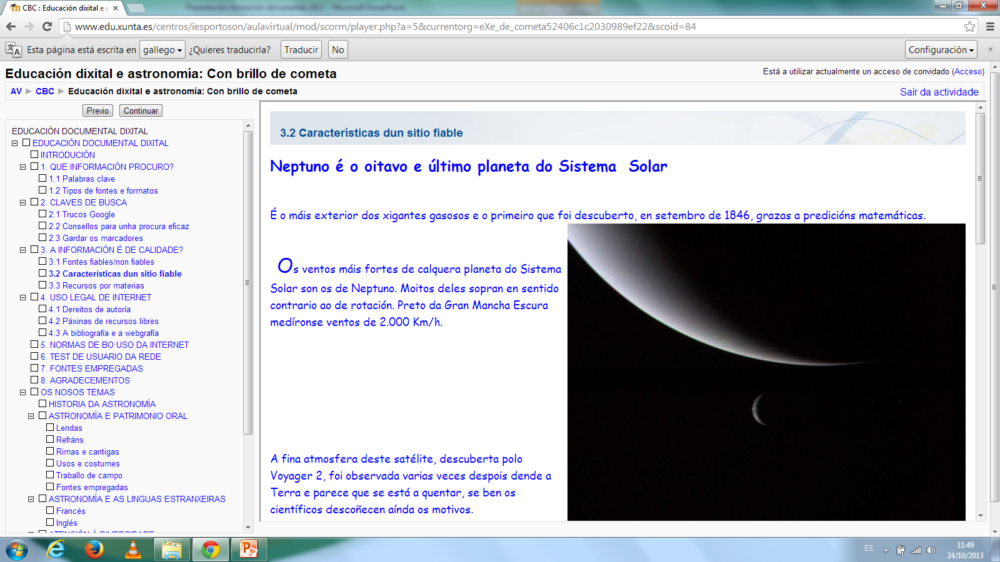 CBC : Educación dixital e a
Presentación formación documental 2013 - Microsoft PowerPoint
www.edu.xunta.es/centros/iesportoson/aulavirtual/mod/scorm/player.php?a=5&currentorg=eXe_de_cometa52406c1c2030989ef22&scoid=84
Esta página está escrita en gallego ¿Quieres traducirla? Traducir No Configuración
Educación dixital e astronomía: Con brillo de cometa
Está a utilizar actualmente un acceso de convidado (Acceso)
AV ► CBC ► Educación dixital e astronomía: Con brillo de cometa
Saír da actividade
Previo Continuar
EDUCACIÓN DOCUMENTAL DIXITAL
EDUCACIÓN DOCUMENTAL DIXITAL
INTRODUCIÓN
1. QUE INFORMACIÓN PROCURO?
1.1 Palabras clave
1.2 Tipos de fontes e formatos
2. CLAVES DE BUSCA
2.1 Trucos Google
2.2 Consellos para unha procura eficaz
2.3 Gardar os marcadores
3. A INFORMACIÓN É DE CALIDADE?
3.1 Fontes fiables/non fiables
3.2 Características dun sitio fiable
3.3 Recursos por materias
4. USO LEGAL DE INTERNET
4.1 Dereitos de autoría
4.2 Páxinas de recursos libres
4.3 A bibliografía e a webgrafía
5. NORMAS DE BO USO DA INTERNET
6. TEST DE USUARIO DA REDE
7. FONTES EMPREGADAS
8. AGRADECEMENTOS
OS NOSOS TEMAS
HISTORIA DA ASTRONOMÍA
ASTRONOMÍA E PATRIMONIO ORAL
Lendas
Refráns
Rimas e cantigas
Usos e costumes
Traballo de campo
Fontes empregadas
ASTRONOMÍA E AS LINGUAS ESTRANXEIRAS
Francés
Inglés
ATENCIÓN Á DIVERSIDADE
3.2 Características dun sitio fiable
Neptuno é o oitavo e último planeta do Sistema Solar
É o máis exterior dos xigantes gasosos e o primeiro que foi descuberto, en setembro de 1846, grazas a predicións matemáticas.
Os ventos máis fortes de calquera planeta do Sistema
Solar son os de Neptuno. Moitos deles sopran en sentido
contrario ao de rotación. Preto da Gran Mancha Escura
medíronse ventos de 2.000 Km/h.
A fina atmosfera deste satélite, descuberta polo
Voyager 2, foi observada varias veces despois dende a
Terra e parece que se está a quentar, se ben os
científicos descoñecen aínda os motivos.
ES
11:49
24/10/2013